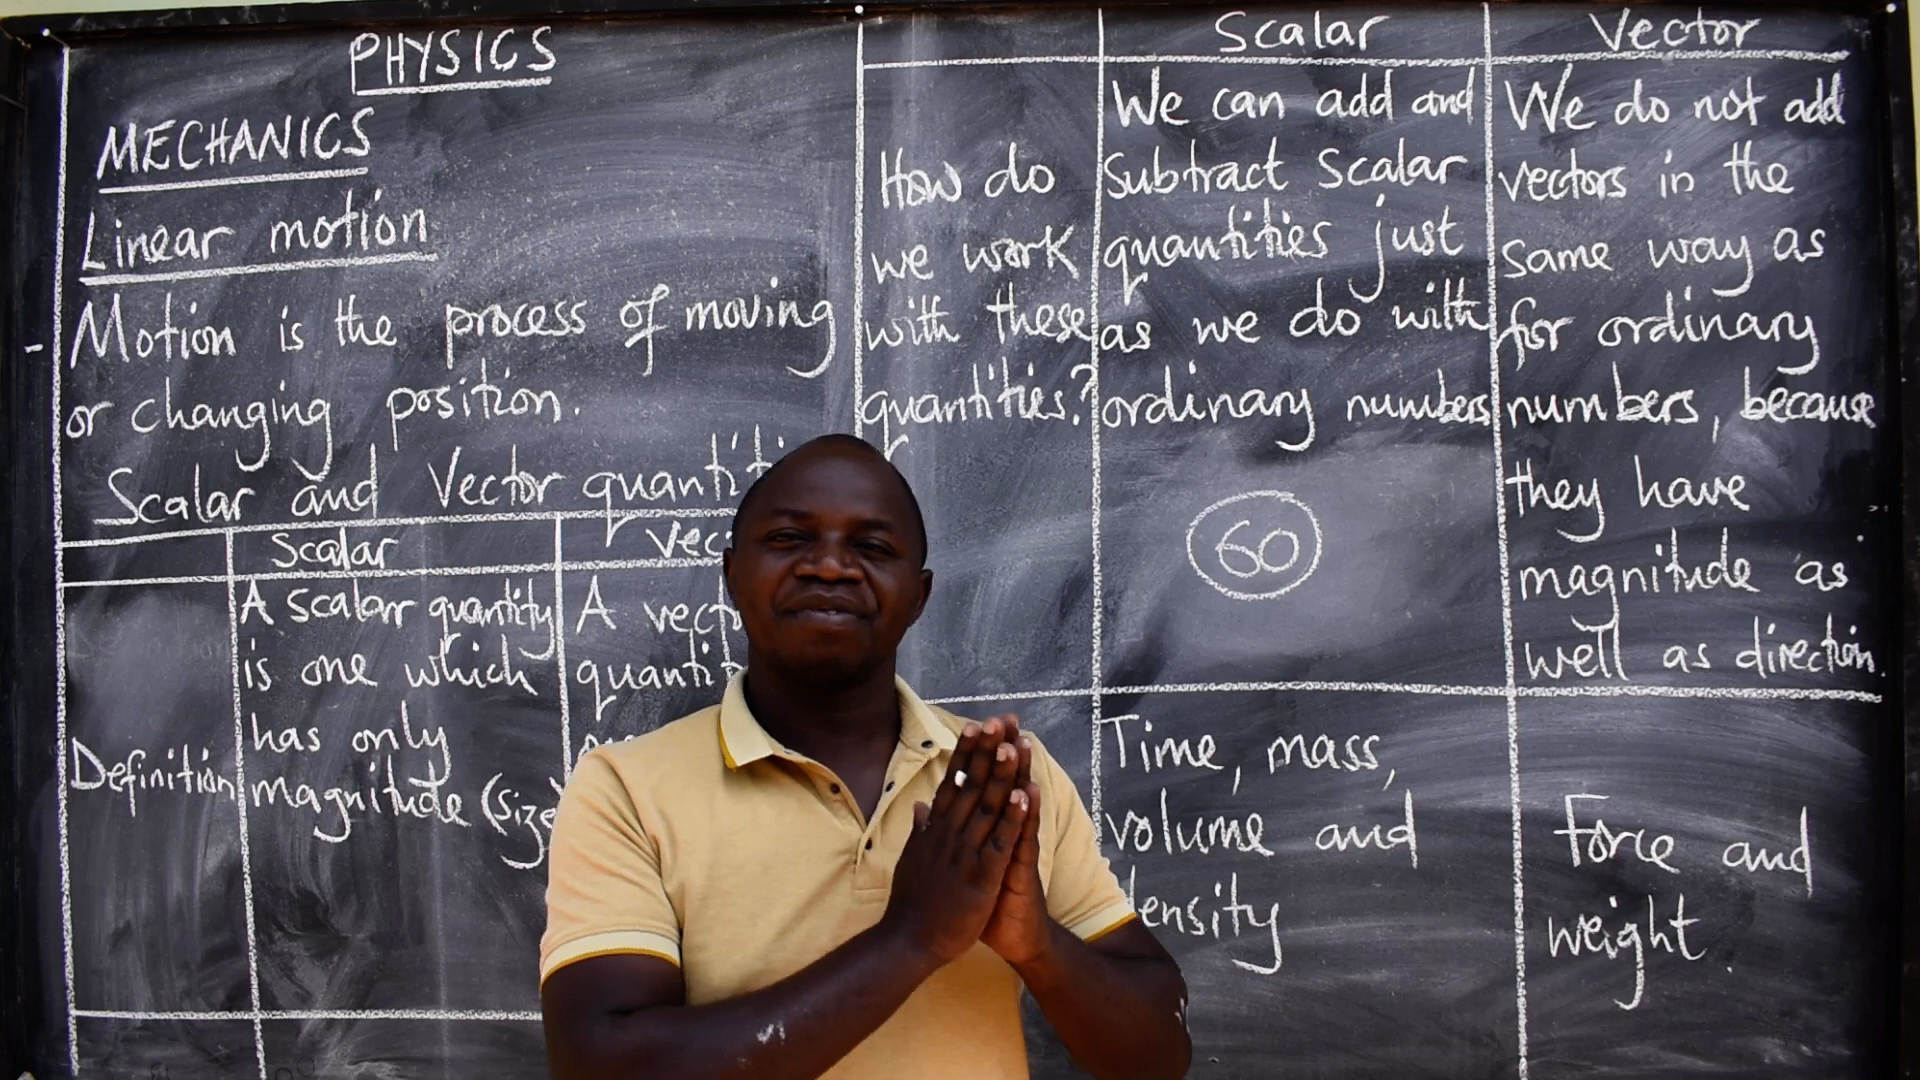 PHYSICS
MECHANICS
Linear motion
Motion is the process of moving
or changing position.
Scalar and Vector
Scalar
Definition
A scalar quantity
is one which
has only
magnitude (size
A
Scalar
Vector
How do
we work
with these
quantities?
We can add and
subtract scalar
quantities just
as we do with
ordinary numbers
60
We do not add
vectors in the
same way as
for ordinary
numbers, because
they have
magnitude as
well as direction.
Time, mass,
volume and
Force and
weight.